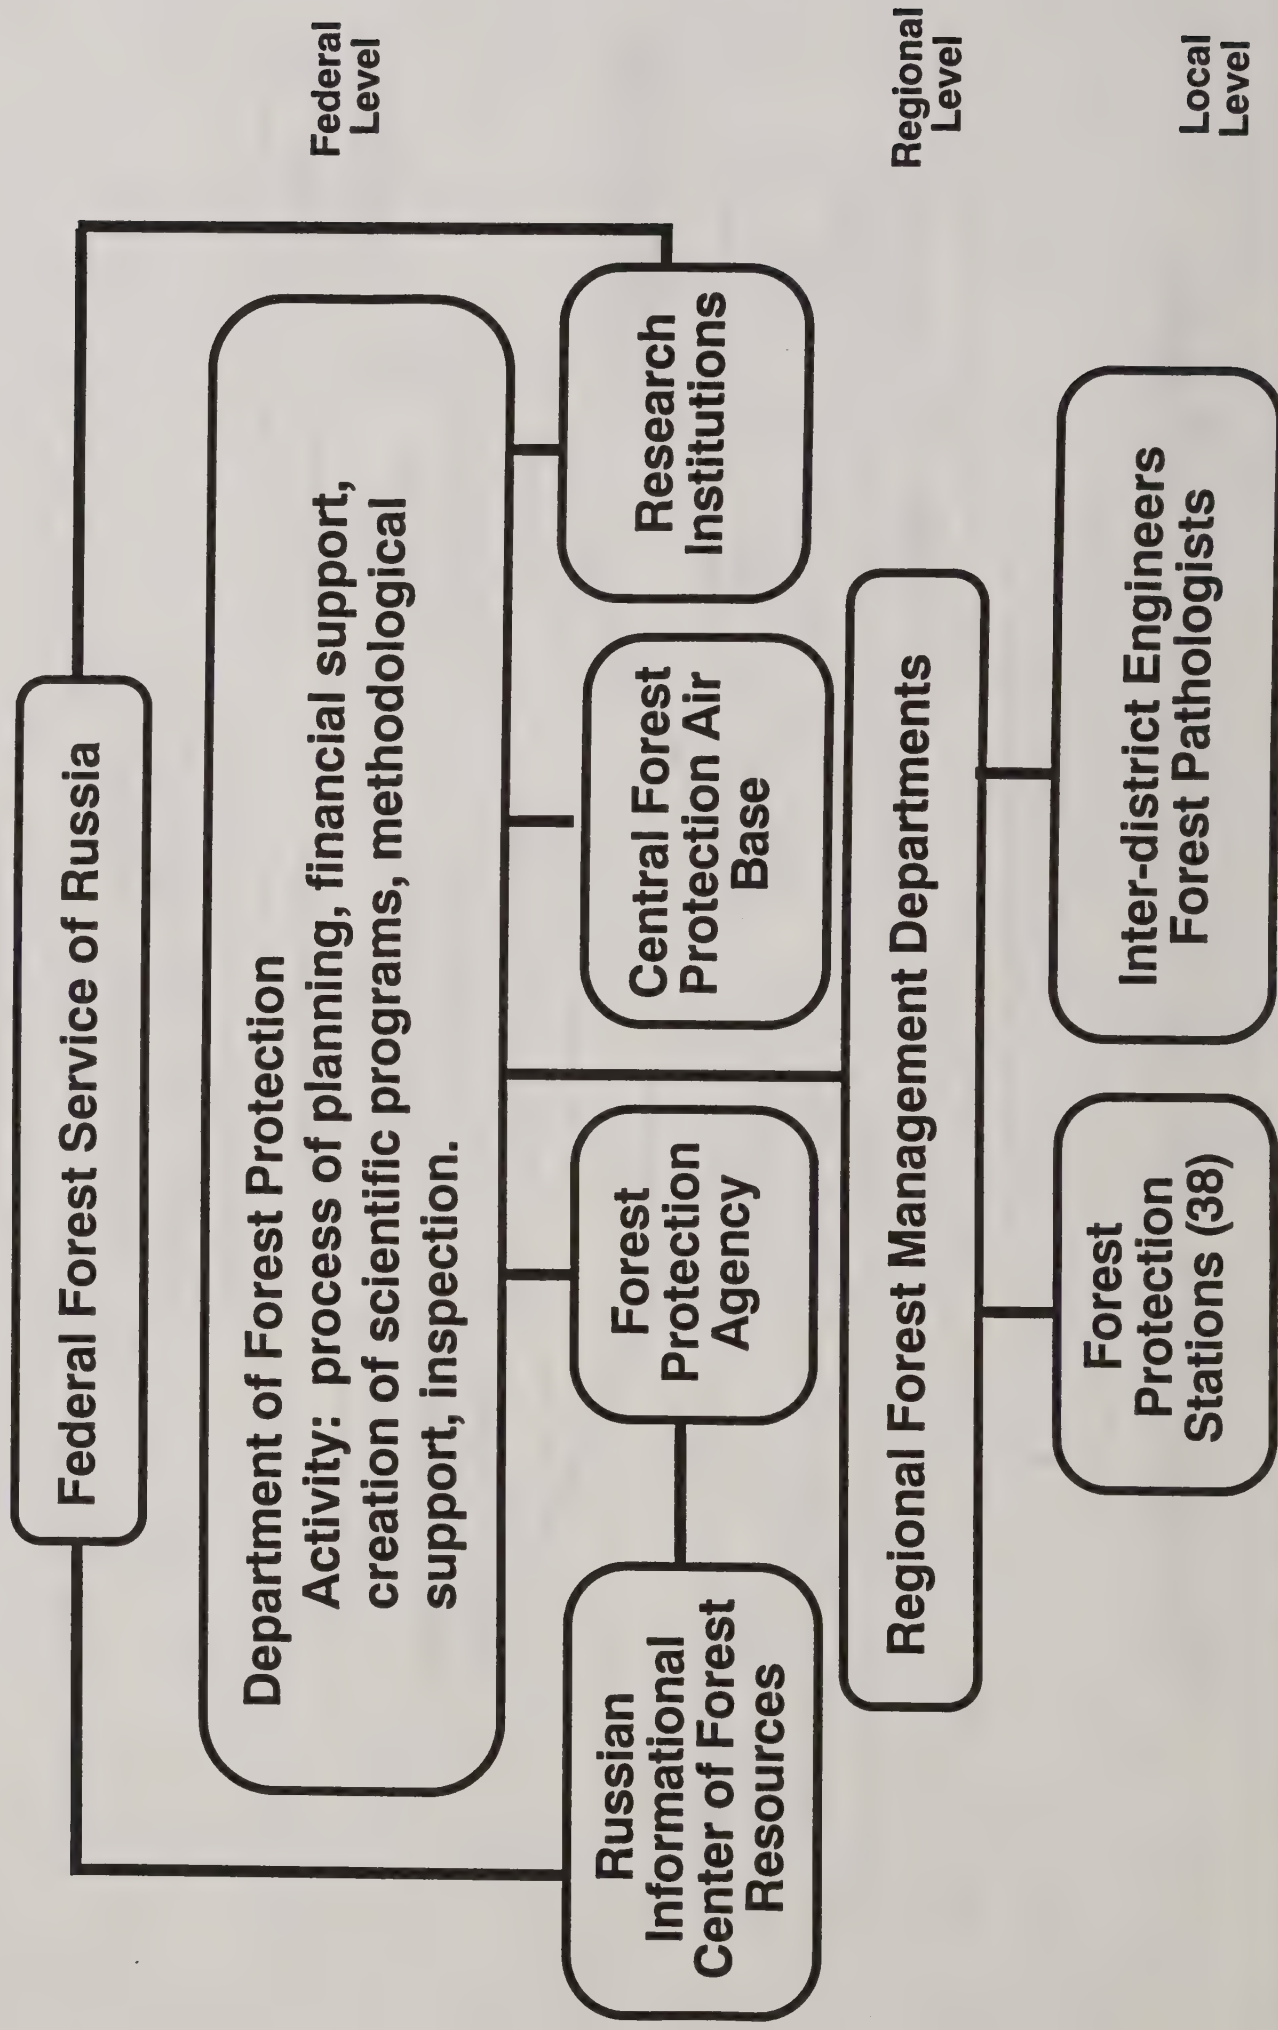 Federal Forest Service of Russia
Department of Forest Protection
Activity: process of planning, financial support,
creation of scientific programs, methodological
support, inspection.
Federal
Level
Russian
Informational
Center of Forest
Resources
Forest
Protection
Agency
Central Forest
Protection Air
Base
Research
Institutions
Regional Forest Management Departments
Regional
Level
Forest
Protection
Stations (38)
Inter-district Engineers
Forest Pathologists
Local
Level